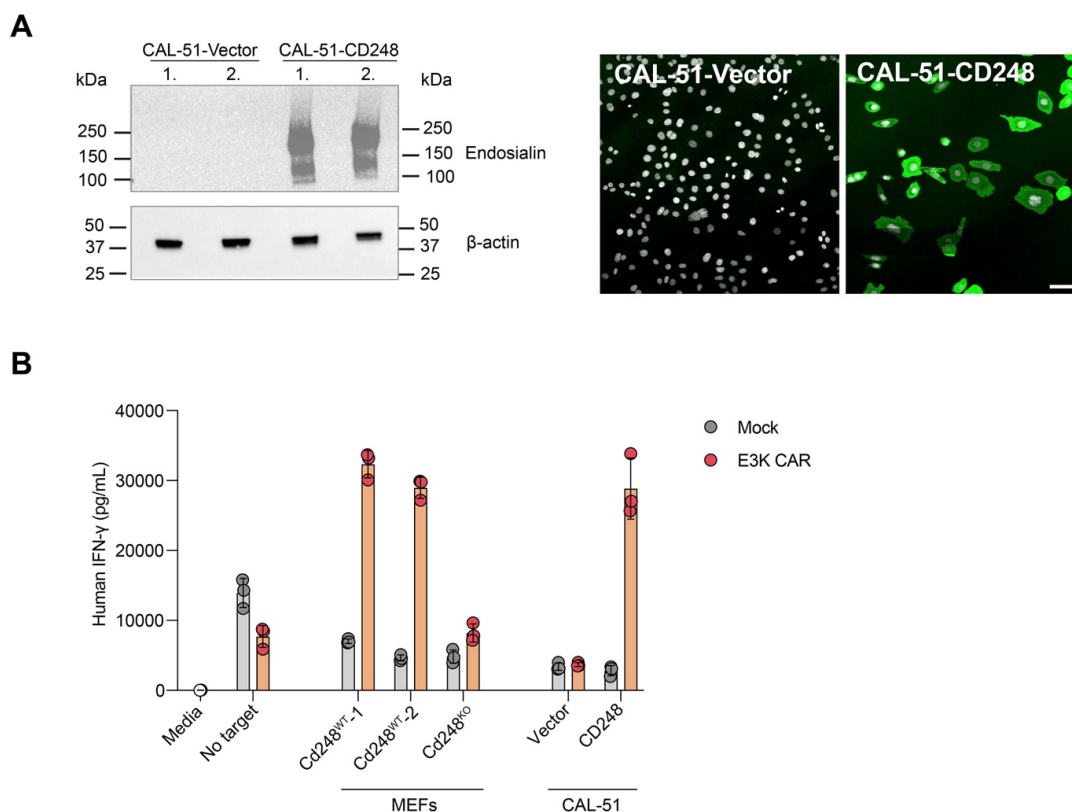 A
CAL-51-Vector CAL-51-CD248
kDa 1. 2. 1. 2. kDa
250 250
150 150 Endosialin
100 100
50 50
37 37 β-actin
25 25
CAL-51-Vector CAL-51-CD248
B
Human IFN-γ (pg/mL)
40000
30000
20000
10000
0
Mock
E3K CAR
Media
No target
Cd248WT-1
Cd248WT-2
Cd248KO
Vector
CD248
MEFs
CAL-51